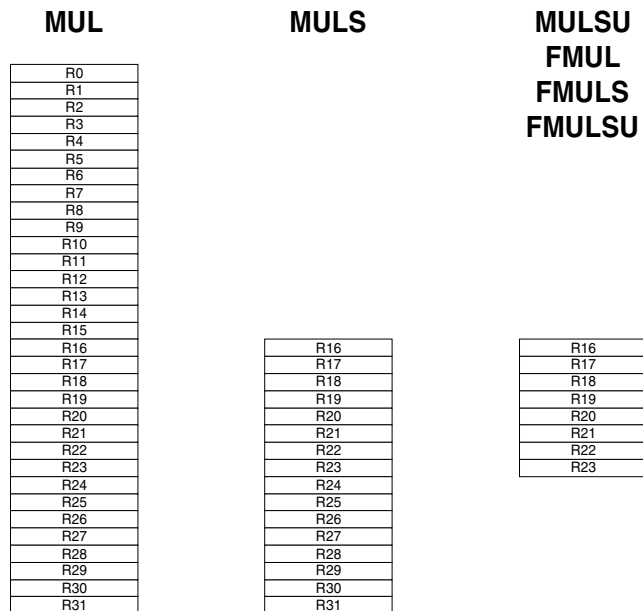 MUL
R0
R1
R2
R3
R4
R5
R6
R7
R8
R9
R10
R11
R12
R13
R14
R15
R16
R17
R18
R19
R20
R21
R22
R23
R24
R25
R26
R27
R28
R29
R30
R31
MULS
R16
R17
R18
R19
R20
R21
R22
R23
R24
R25
R26
R27
R28
R29
R30
R31
MULSU
FMUL
FMULS
FMULSU
R16
R17
R18
R19
R20
R21
R22
R23